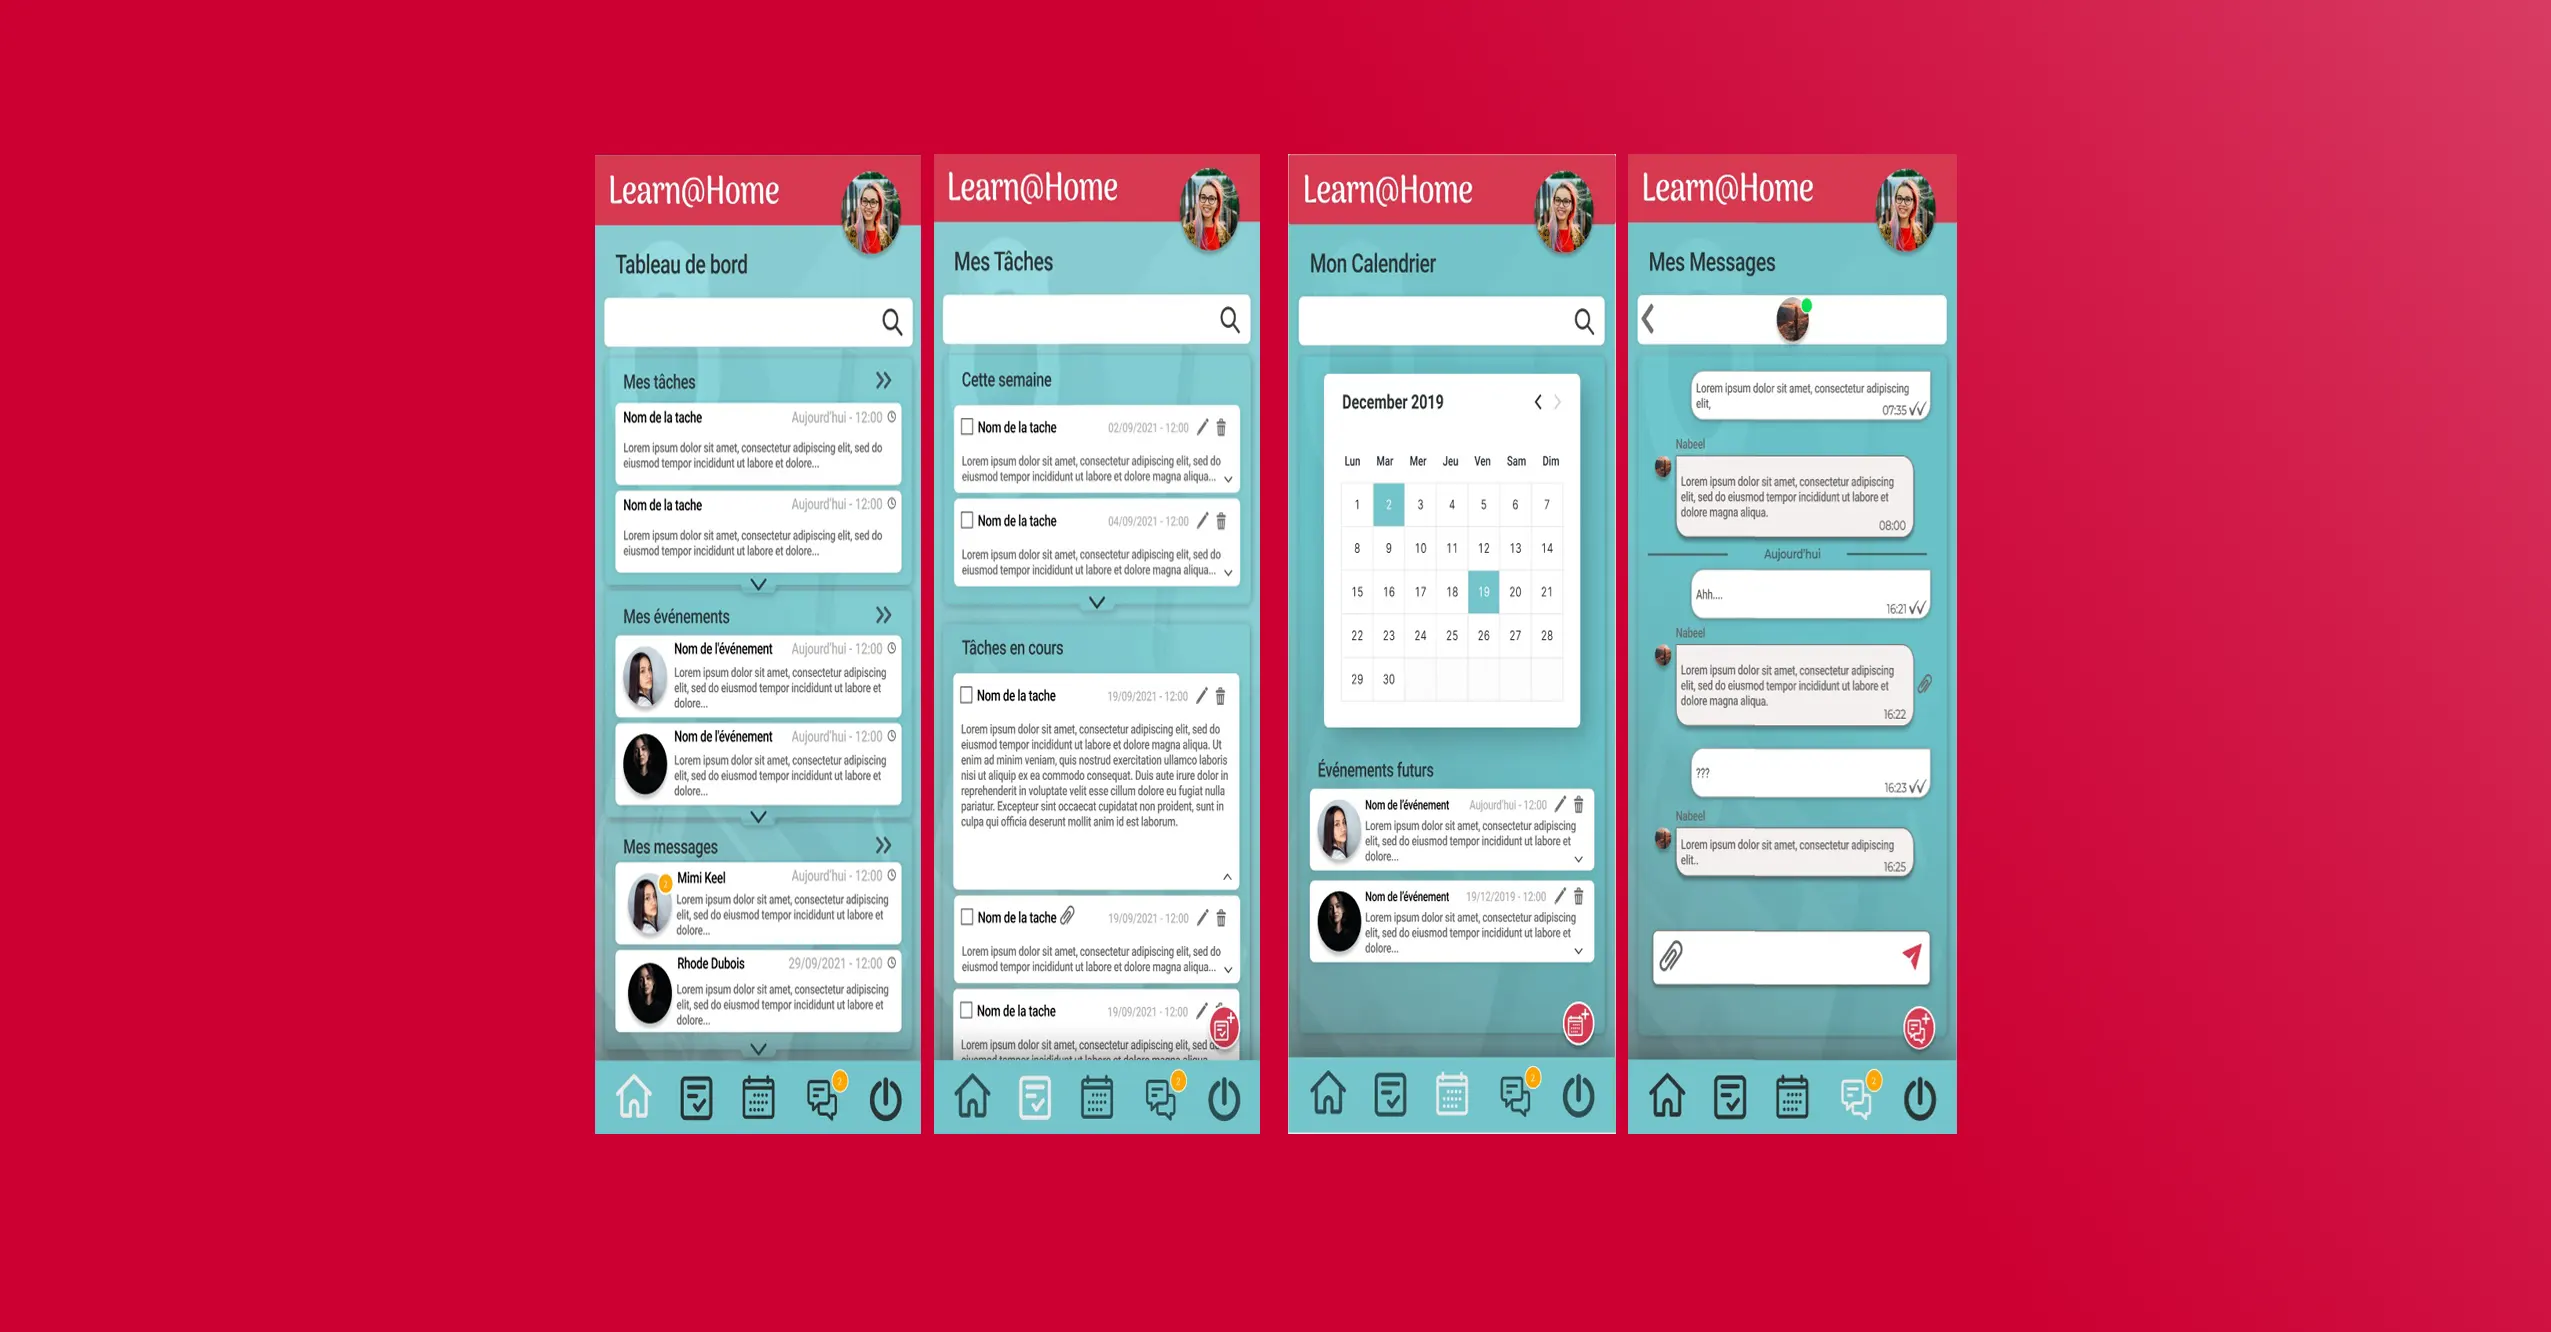 Learn@Home
Tableau de bord
Mes tâches
Nom de la tache Aujourd'hui - 12:00
Lorem ipsum dolor sit amet, consectetur adipiscing elit, sed do
eiusmod tempor incididunt ut labore et dolore...
Nom de la tache Aujourd'hui - 12:00
Lorem ipsum dolor sit amet, consectetur adipiscing elit, sed do
eiusmod tempor incididunt ut labore et dolore...
Mes événements
Nom de l'événement Aujourd'hui - 12:00
Lorem ipsum dolor sit amet, consectetur adipiscing
elit, sed do eiusmod tempor incididunt ut labore et
dolore...
Nom de l'événement Aujourd'hui - 12:00
Lorem ipsum dolor sit amet, consectetur adipiscing
elit, sed do eiusmod tempor incididunt ut labore et
dolore...
Mes messages
2
Mimi Keel Aujourd'hui - 12:00
Lorem ipsum dolor sit amet, consectetur adipiscing
elit, sed do eiusmod tempor incididunt ut labore et
dolore...
Rhode Dubois 29/09/2021 - 12:00
Lorem ipsum dolor sit amet, consectetur adipiscing
elit, sed do eiusmod tempor incididunt ut labore et
dolore...
2
Learn@Home
Mes Tâches
Cette semaine
Nom de la tache 02/09/2021 - 12:00
Lorem ipsum dolor sit amet, consectetur adipiscing elit, sed do
eiusmod tempor incididunt ut labore et dolore magna aliqua...
Nom de la tache 04/09/2021 - 12:00
Lorem ipsum dolor sit amet, consectetur adipiscing elit, sed do
eiusmod tempor incididunt ut labore et dolore magna aliqua...
Tâches en cours
Nom de la tache 19/09/2021 - 12:00
Lorem ipsum dolor sit amet, consectetur adipiscing elit, sed do
eiusmod tempor incididunt ut labore et dolore magna aliqua. Ut
enim ad minim veniam, quis nostrud exercitation ullamco laboris
nisi ut aliquip ex ea commodo consequat. Duis aute irure dolor in
reprehenderit in voluptate velit esse cillum dolore eu fugiat nulla
pariatur. Excepteur sint occaecat cupidatat non proident, sunt in
culpa qui officia deserunt mollit anim id est laborum.
Nom de la tache 19/09/2021 - 12:00
Lorem ipsum dolor sit amet, consectetur adipiscing elit, sed do
eiusmod tempor incididunt ut labore et dolore magna aliqua...
Nom de la tache 19/09/2021 - 12:00
Lorem ipsum dolor sit amet, consectetur adipiscing elit, sed do
eiusmod tempor incididunt ut labore et dolore magna aliqua...
2
Learn@Home
Mon Calendrier
December 2019
Lun Mar Mer Jeu Ven Sam Dim
1 2 3 4 5 6 7
8 9 10 11 12 13 14
15 16 17 18 19 20 21
22 23 24 25 26 27 28
29 30
Événements futurs
Nom de l'événement Aujourd'hui - 12:00
Lorem ipsum dolor sit amet, consectetur adipiscing
elit, sed do eiusmod tempor incididunt ut labore et
dolore...
Nom de l'événement 19/12/2019 - 12:00
Lorem ipsum dolor sit amet, consectetur adipiscing
elit, sed do eiusmod tempor incididunt ut labore et
dolore...
2
Learn@Home
Mes Messages
Lorem ipsum dolor sit amet, consectetur adipiscing
elit,
07:35
Nabeel
Lorem ipsum dolor sit amet, consectetur adipiscing
elit, sed do eiusmod tempor incididunt ut labore et
dolore magna aliqua.
08:00
Aujourd'hui
Ahh....
16:21
Nabeel
Lorem ipsum dolor sit amet, consectetur adipiscing
elit, sed do eiusmod tempor incididunt ut labore et
dolore magna aliqua.
16:22
???
16:23
Nabeel
Lorem ipsum dolor sit amet, consectetur adipiscing
elit..
16:25
2